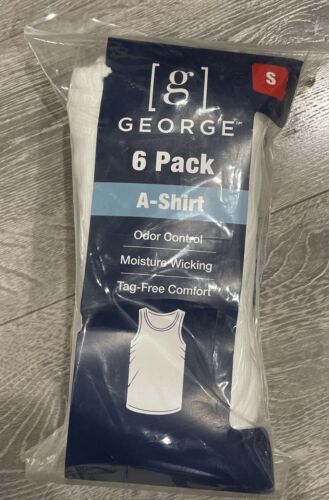 [g]
S
GEORGE
6 Pack
A-Shirt
Odor Control
Moisture Wicking
Tag-Free Comfort